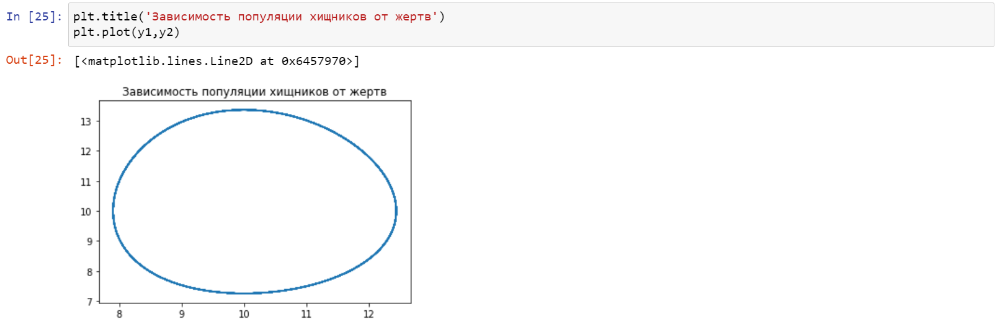 In [25]: plt.title('Зависимость популяции хищников от жертв')
plt.plot(y1,y2)
Out[25]: [<matplotlib.lines.Line2D at 0x6457970>]
Зависимость популяции хищников от жертв
13
12
11
10
9
8
7
8 9 10 11 12